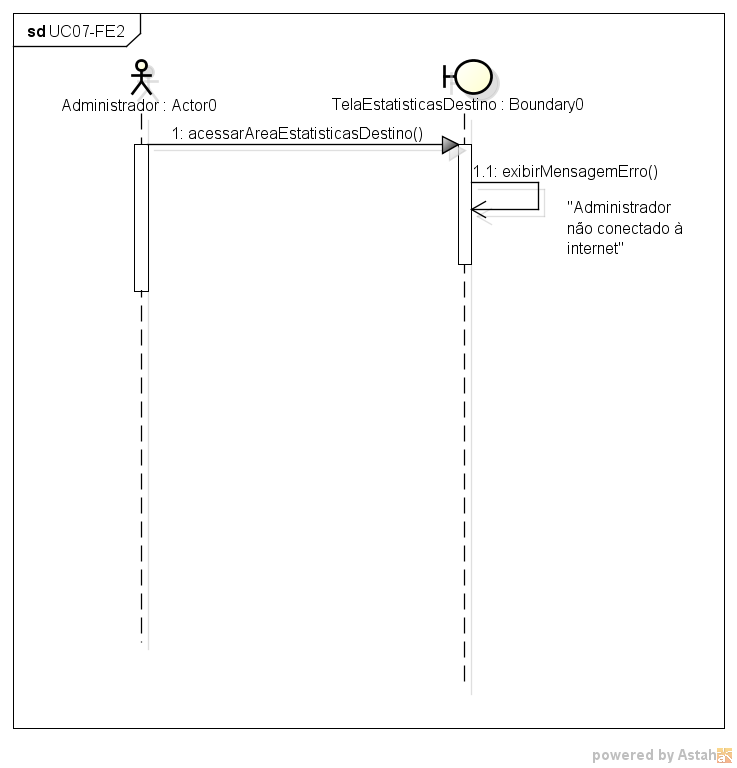 sd UC07-FE2
Administrador : Actor0
TelaEstatisticasDestino : Boundary0
1: acessarAreaEstatisticasDestino()
1.1: exibirMensagemErro()
"Administrador
não conectado à
internet"
powered by Astah